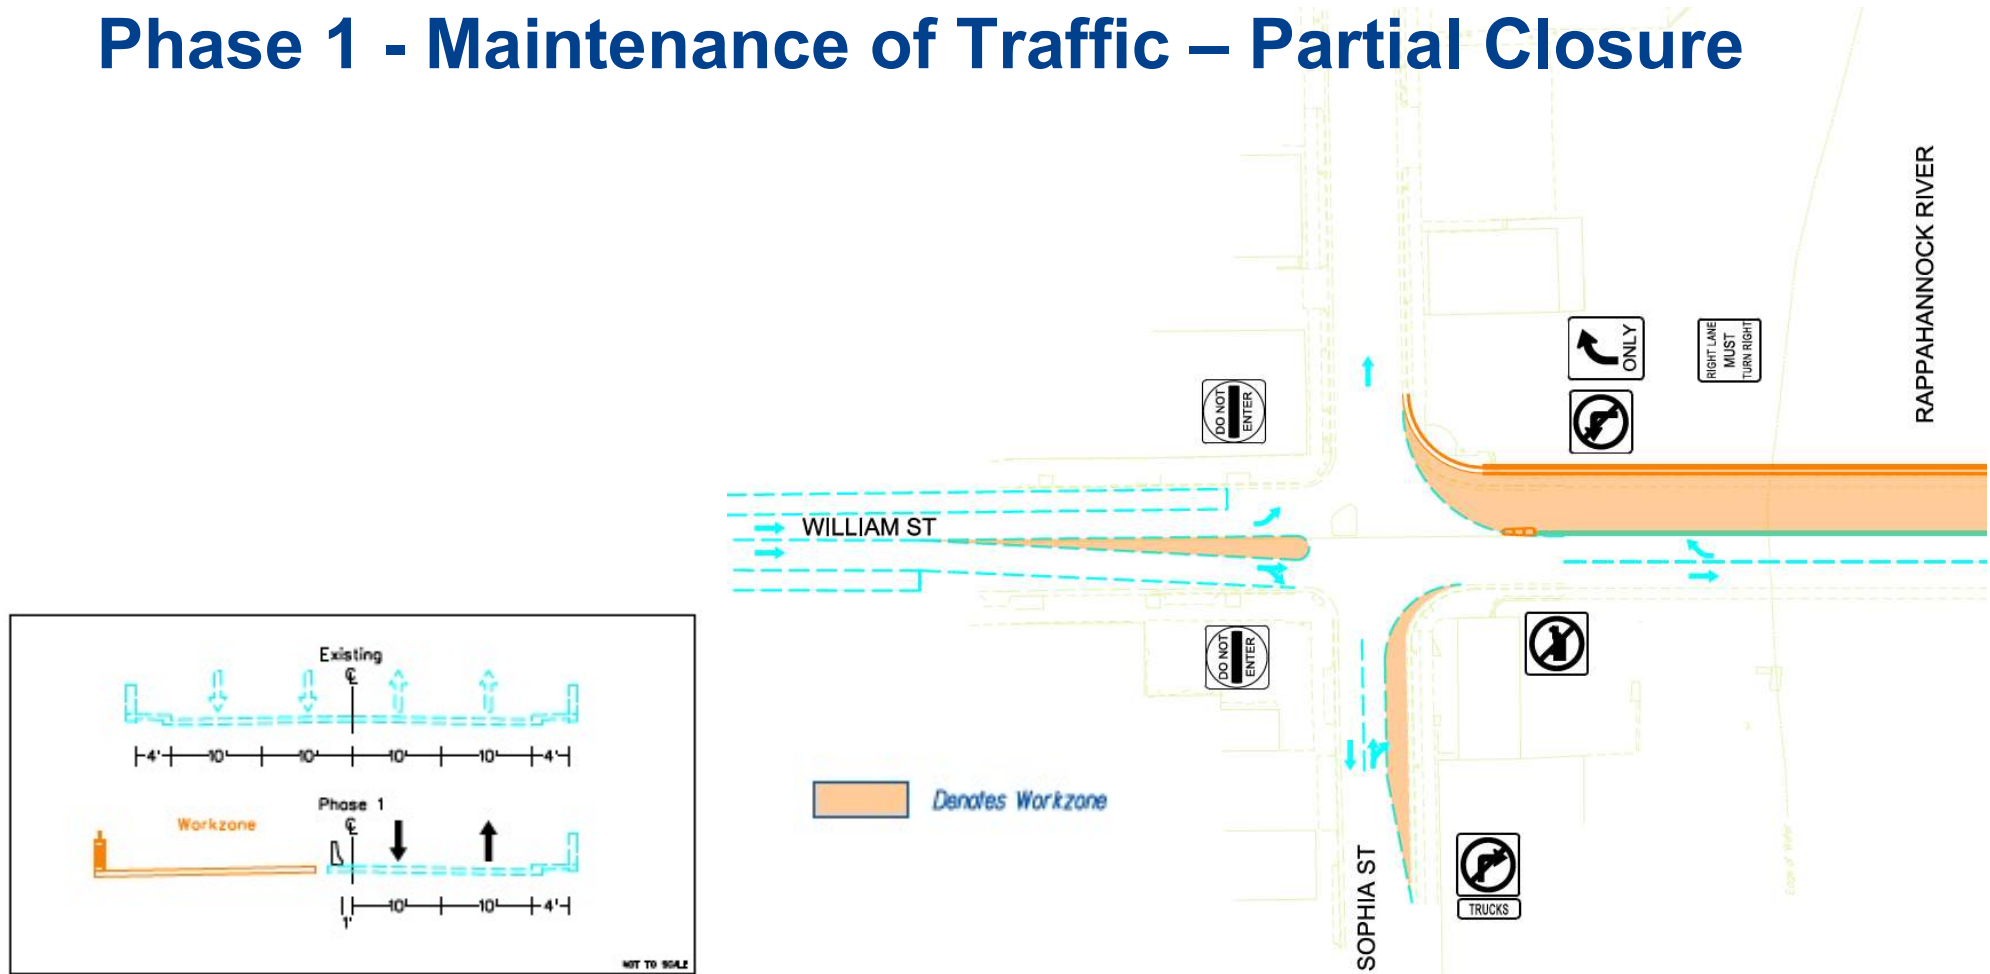 Phase 1 - Maintenance of Traffic – Partial Closure
RAPPAHANNOCK RIVER
ONLY
RIGHT LANE
MUST
TURN RIGHT
DO NOT
ENTER
WILLIAM ST
DO NOT
ENTER
Existing
℄
4' 10' 10' 10' 10' 4'
Phase 1
Workzone
℄
10' 10' 4'
1'
NOT TO SCALE
Denotes Workzone
SOPHIA ST
TRUCKS